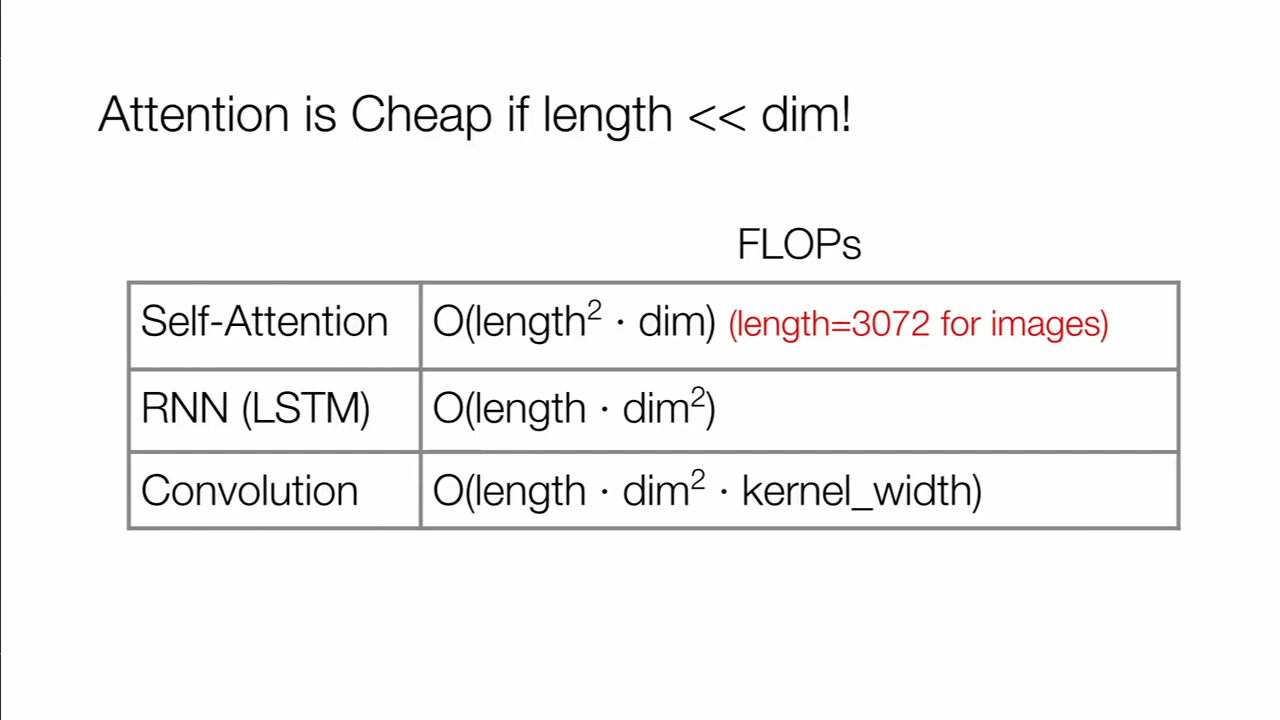 Attention is Cheap if length << dim!
FLOPs
Self-Attention O(length² · dim) (length=3072 for images)
RNN (LSTM) O(length · dim²)
Convolution O(length · dim² · kernel_width)